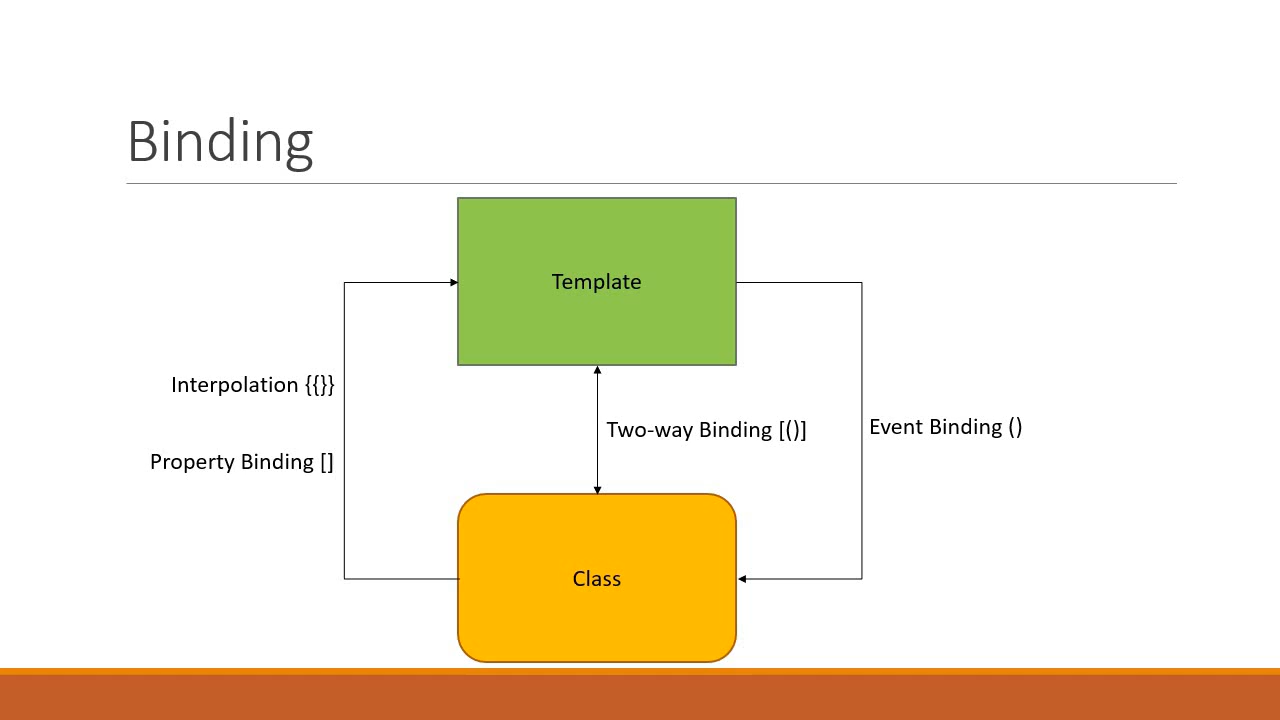 Binding
Template
Interpolation {{}}
Two-way Binding [()]
Event Binding ()
Property Binding []
Class